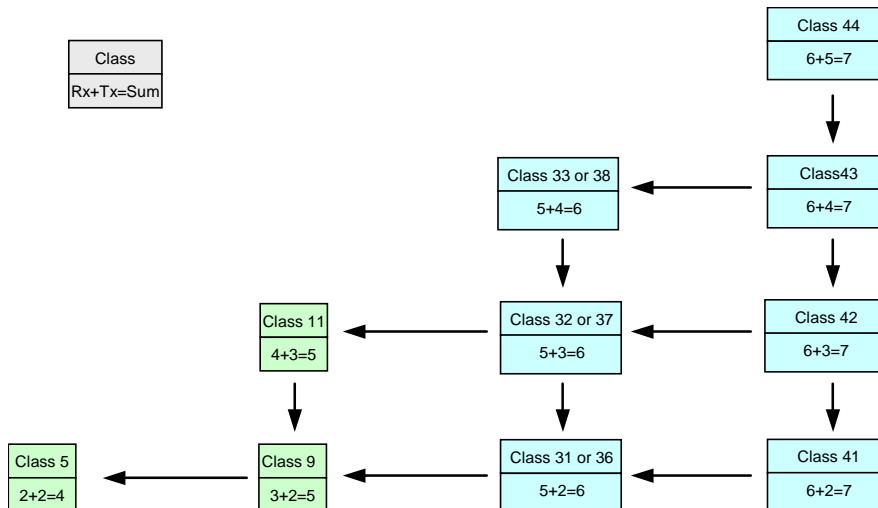 Class 44
6+5=7
Class
Rx+Tx=Sum
Class 33 or 38
5+4=6
Class43
6+4=7
Class 11
4+3=5
Class 32 or 37
5+3=6
Class 42
6+3=7
Class 5
2+2=4
Class 9
3+2=5
Class 31 or 36
5+2=6
Class 41
6+2=7